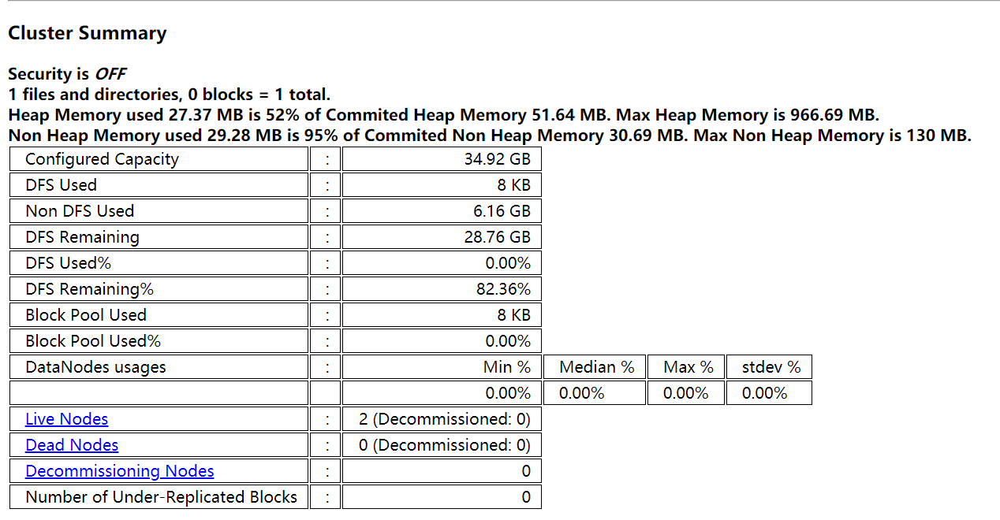 Cluster Summary
Security is OFF
1 files and directories, 0 blocks = 1 total.
Heap Memory used 27.37 MB is 52% of Commited Heap Memory 51.64 MB. Max Heap Memory is 966.69 MB.
Non Heap Memory used 29.28 MB is 95% of Commited Non Heap Memory 30.69 MB. Max Non Heap Memory is 130 MB.
Configured Capacity : 34.92 GB
DFS Used : 8 KB
Non DFS Used : 6.16 GB
DFS Remaining : 28.76 GB
DFS Used% : 0.00%
DFS Remaining% : 82.36%
Block Pool Used : 8 KB
Block Pool Used% : 0.00%
DataNodes usages : Min % Median % Max % stdev %
0.00% 0.00% 0.00% 0.00%
Live Nodes : 2 (Decommissioned: 0)
Dead Nodes : 0 (Decommissioned: 0)
Decommissioning Nodes : 0
Number of Under-Replicated Blocks : 0